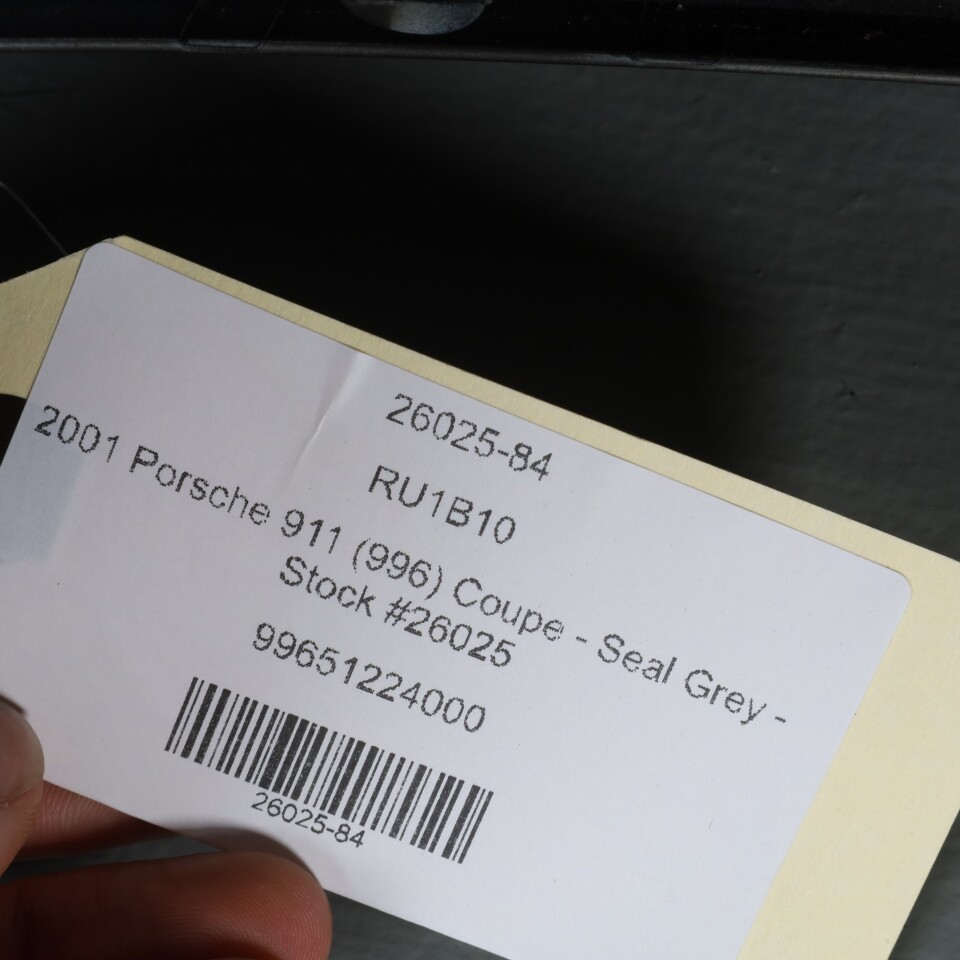 26025-84
RU1B10
2001 Porsche 911 (996) Coupe - Seal Grey -
Stock #26025
99651224000
26025-84